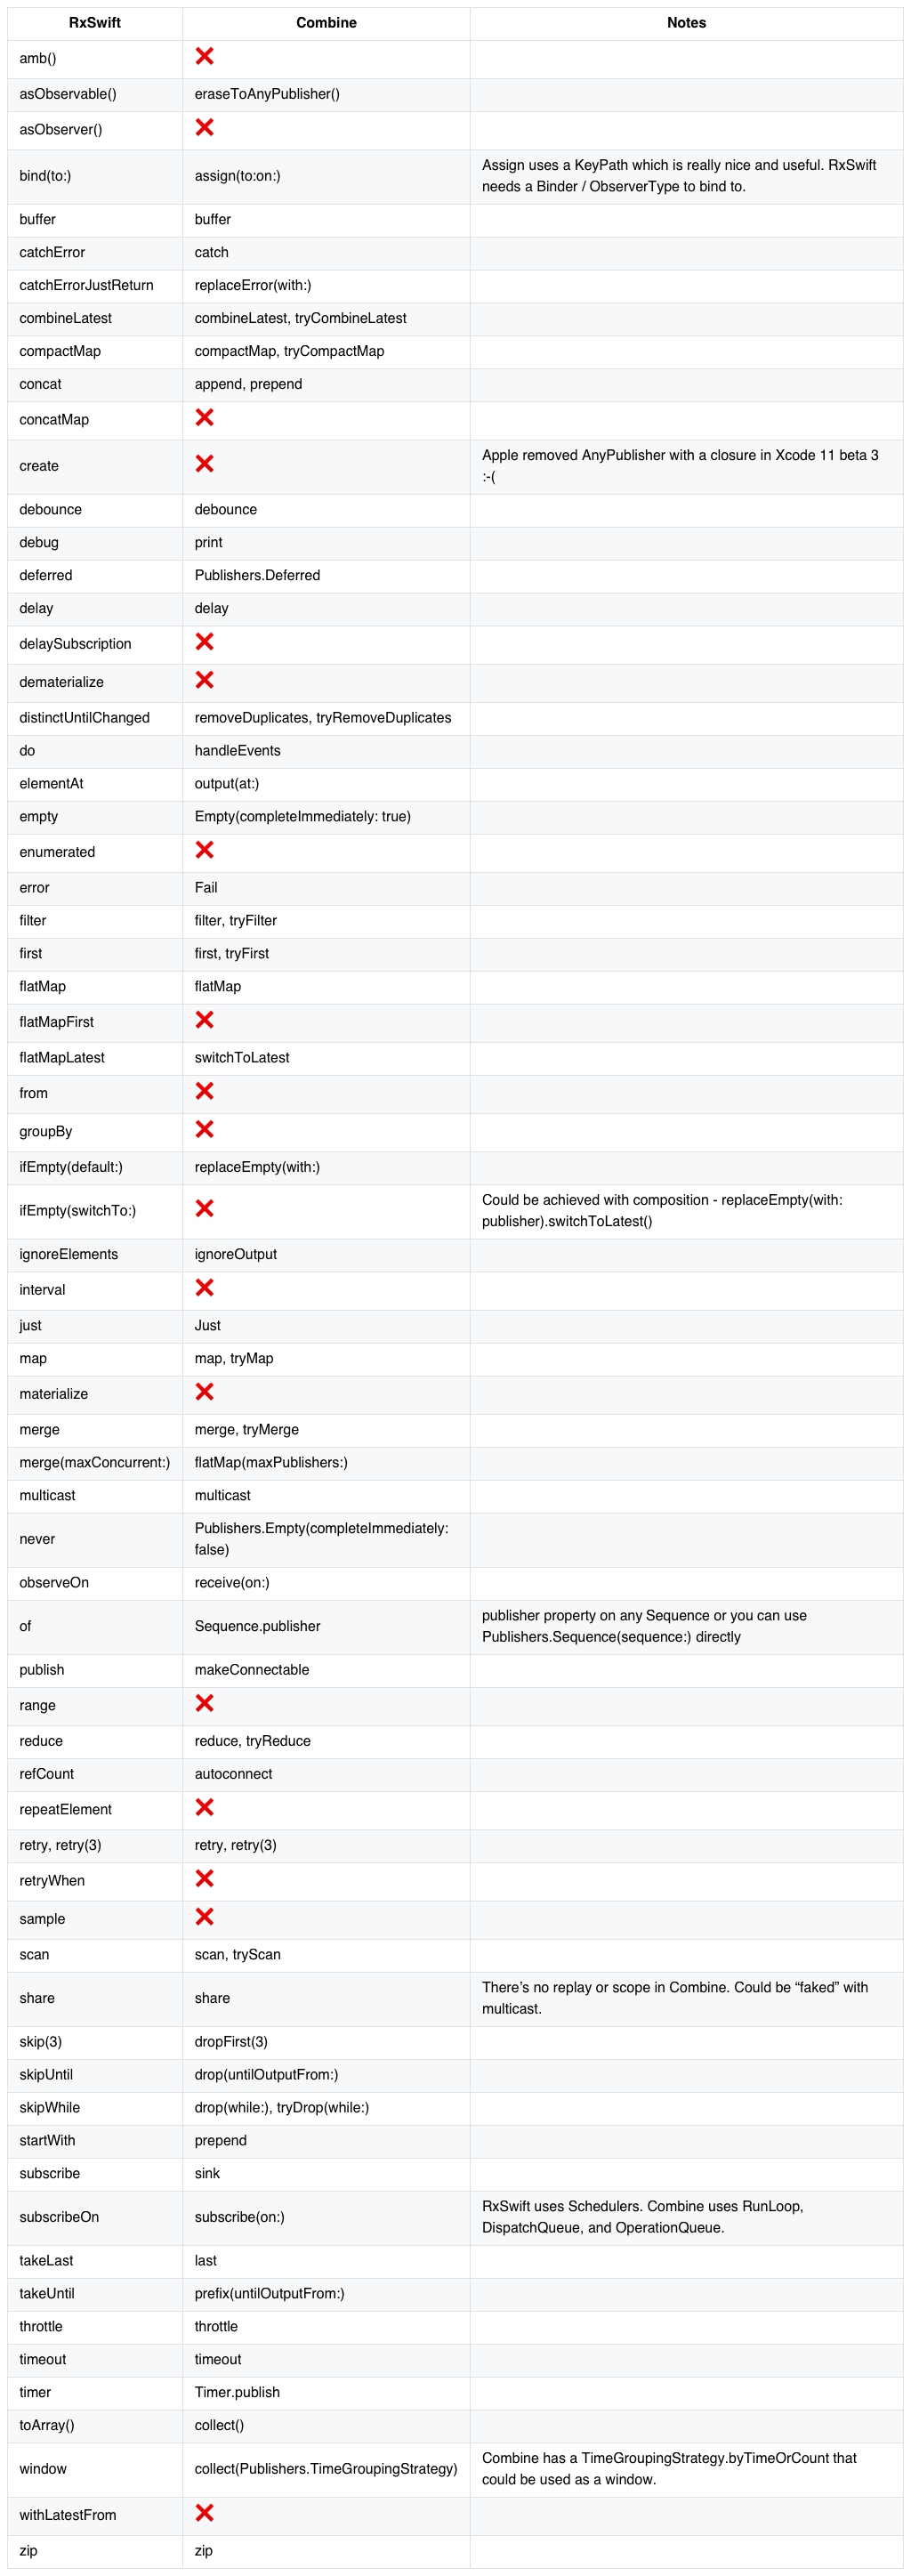 RxSwift Combine Notes
amb() ❌
asObservable() eraseToAnyPublisher()
asObserver() ❌
bind(to:) assign(to:on:) Assign uses a KeyPath which is really nice and useful. RxSwift
needs a Binder / ObserverType to bind to.
buffer buffer
catchError catch
catchErrorJustReturn replaceError(with:)
combineLatest combineLatest, tryCombineLatest
compactMap compactMap, tryCompactMap
concat append, prepend
concatMap ❌
create ❌ Apple removed AnyPublisher with a closure in Xcode 11 beta 3
:-(
debounce debounce
debug print
deferred Publishers.Deferred
delay delay
delaySubscription ❌
dematerialize ❌
distinctUntilChanged removeDuplicates, tryRemoveDuplicates
do handleEvents
elementAt output(at:)
empty Empty(completeImmediately: true)
enumerated ❌
error Fail
filter filter, tryFilter
first first, tryFirst
flatMap flatMap
flatMapFirst ❌
flatMapLatest switchToLatest
from ❌
groupBy ❌
ifEmpty(default:) replaceEmpty(with:)
ifEmpty(switchTo:) ❌ Could be achieved with composition - replaceEmpty(with:
publisher).switchToLatest()
ignoreElements ignoreOutput
interval ❌
just Just
map map, tryMap
materialize ❌
merge merge, tryMerge
merge(maxConcurrent:) flatMap(maxPublishers:)
multicast multicast
never Publishers.Empty(completeImmediately:
false)
observeOn receive(on:)
of Sequence.publisher publisher property on any Sequence or you can use
Publishers.Sequence(sequence:) directly
publish makeConnectable
range ❌
reduce reduce, tryReduce
refCount autoconnect
repeatElement ❌
retry, retry(3) retry, retry(3)
retryWhen ❌
sample ❌
scan scan, tryScan
share share There’s no replay or scope in Combine. Could be “faked” with
multicast.
skip(3) dropFirst(3)
skipUntil drop(untilOutputFrom:)
skipWhile drop(while:), tryDrop(while:)
startWith prepend
subscribe sink
subscribeOn subscribe(on:) RxSwift uses Schedulers. Combine uses RunLoop,
DispatchQueue, and OperationQueue.
takeLast last
takeUntil prefix(untilOutputFrom:)
throttle throttle
timeout timeout
timer Timer.publish
toArray() collect()
window collect(Publishers.TimeGroupingStrategy) Combine has a TimeGroupingStrategy.byTimeOrCount that
could be used as a window.
withLatestFrom ❌
zip zip